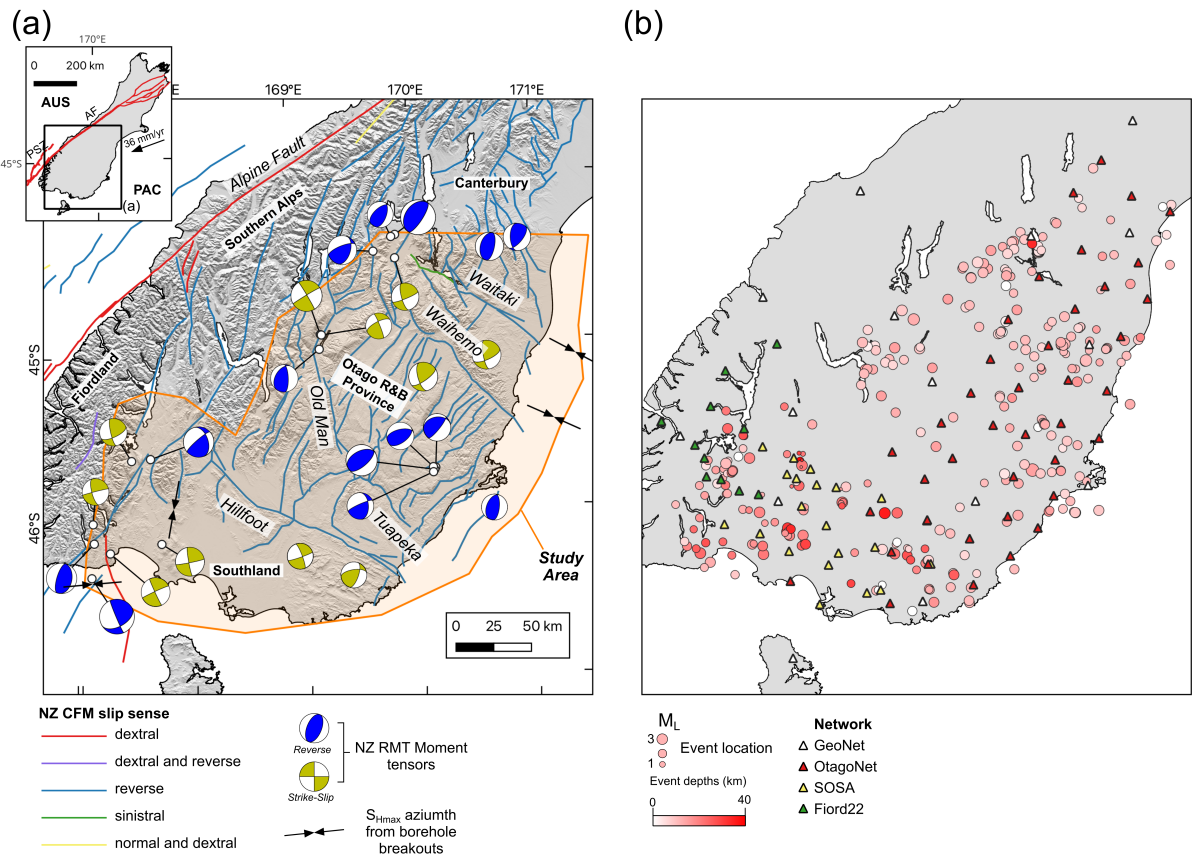 (a)
(b)
170°E
0 200 km
AUS
AF
36 mm/yr
PSZ
45°S
PAC
(a)
E
169°E
170°E
171°E
Alpine Fault
Southern Alps
Canterbury
Waitaki
Waihemo
Fiordland
Otago R&B
Province
Old Man
45°S
46°S
Hillfoot
Tuapeka
Southland
Study
Area
0 25 50 km
NZ CFM slip sense
dextral
dextral and reverse
reverse
sinistral
normal and dextral
Reverse
Strike-Slip
NZ RMT Moment
tensors
SHmax aziumth
from borehole
breakouts
ML
3
1
Event location
Event depths (km)
0 40
Network
GeoNet
OtagoNet
SOSA
Fiord22